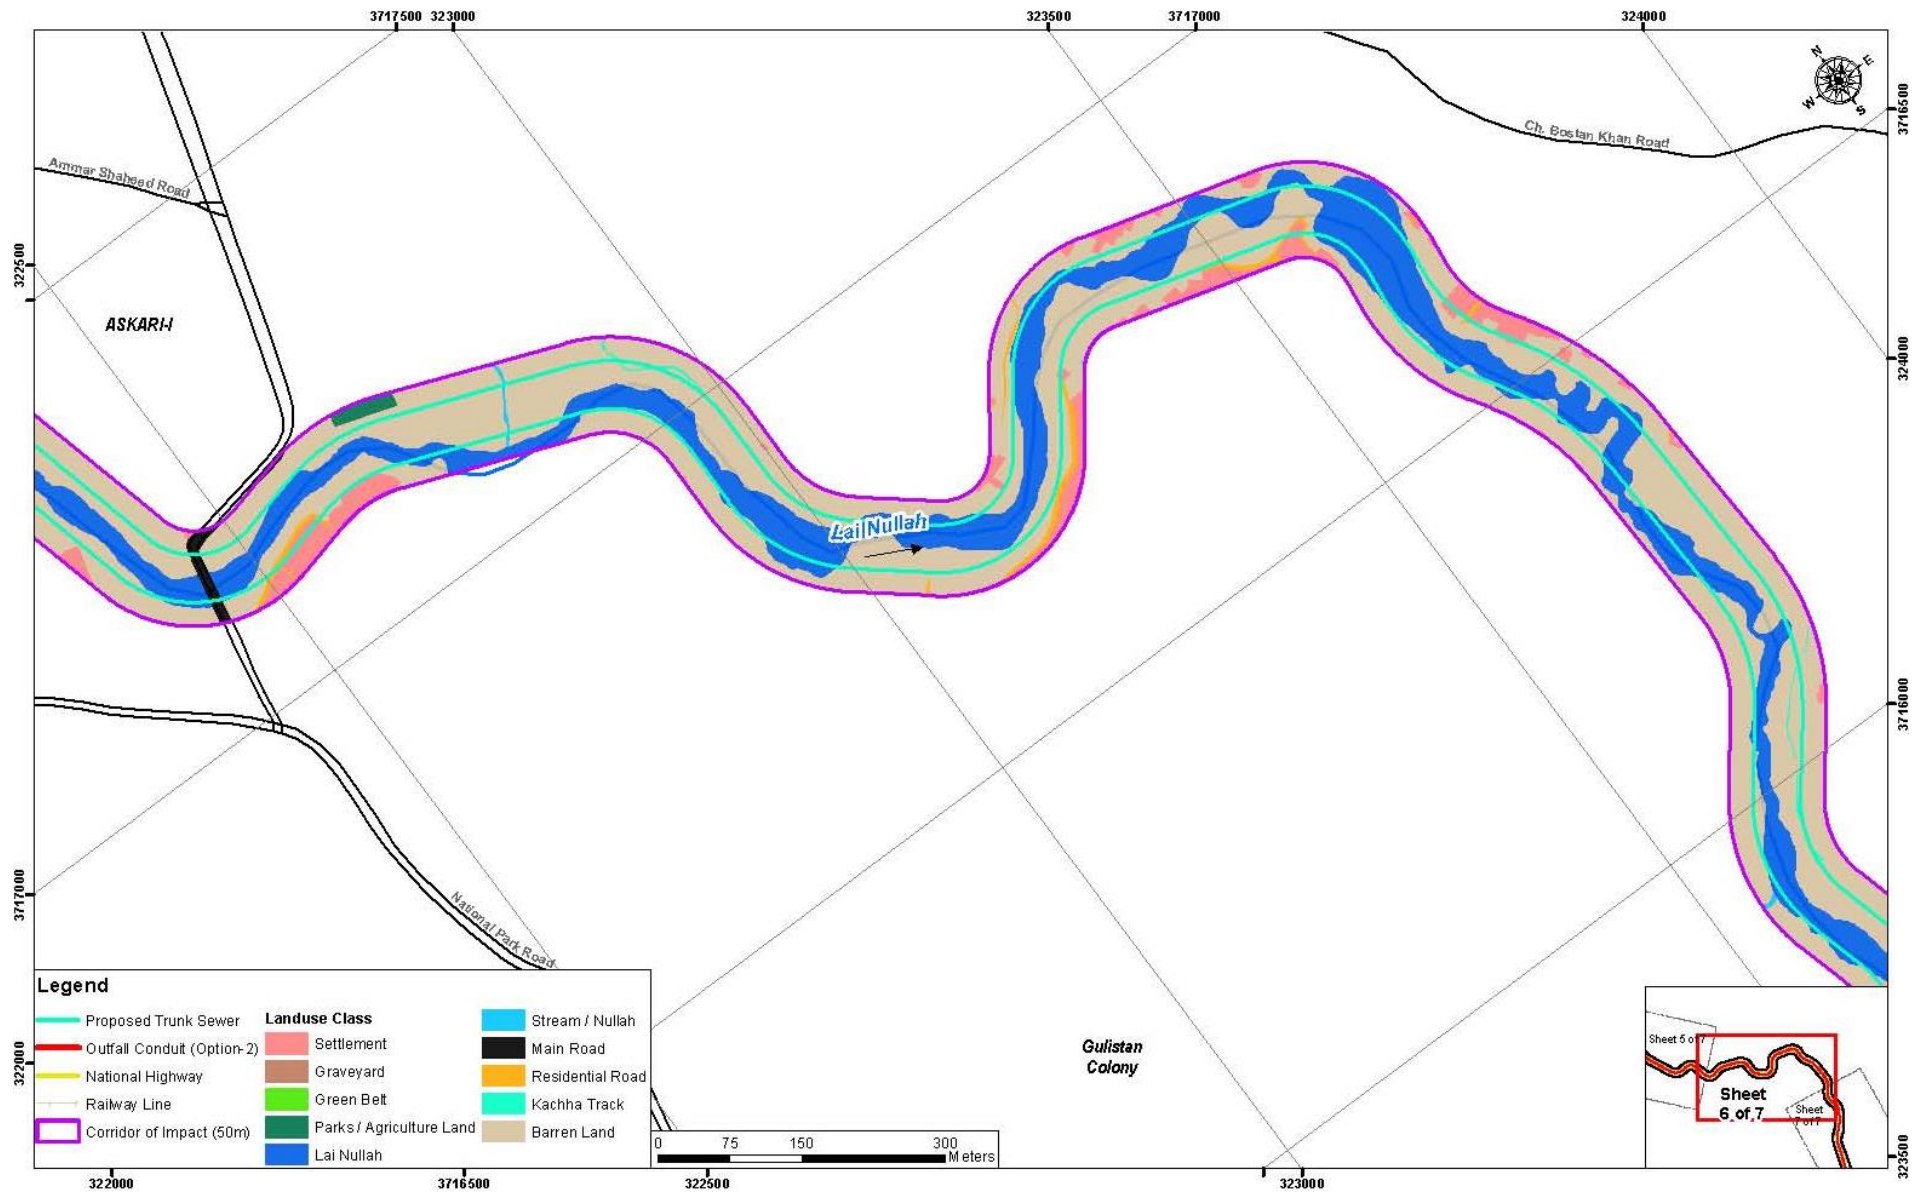 3717500 323000 323500 3717000 324000
N
E
W
S
3716500
Ch. Bostan Khan Road
Ammar Shaheed Road
322500
ASKARI-I
324000
Lai Nullah
3716000
3717000
National Park Road
Legend
Proposed Trunk Sewer
Outfall Conduit (Option-2)
National Highway
Railway Line
Corridor of Impact (50m)
Landuse Class
Settlement
Graveyard
Green Belt
Parks / Agriculture Land
Lai Nullah
Stream / Nullah
Main Road
Residential Road
Kachha Track
Barren Land
Gulistan
Colony
322000
0 75 150 300
Meters
Sheet 5 of 7
Sheet
6 of 7
Sheet
7 of 7
323500
322000 3716500 322500 323000